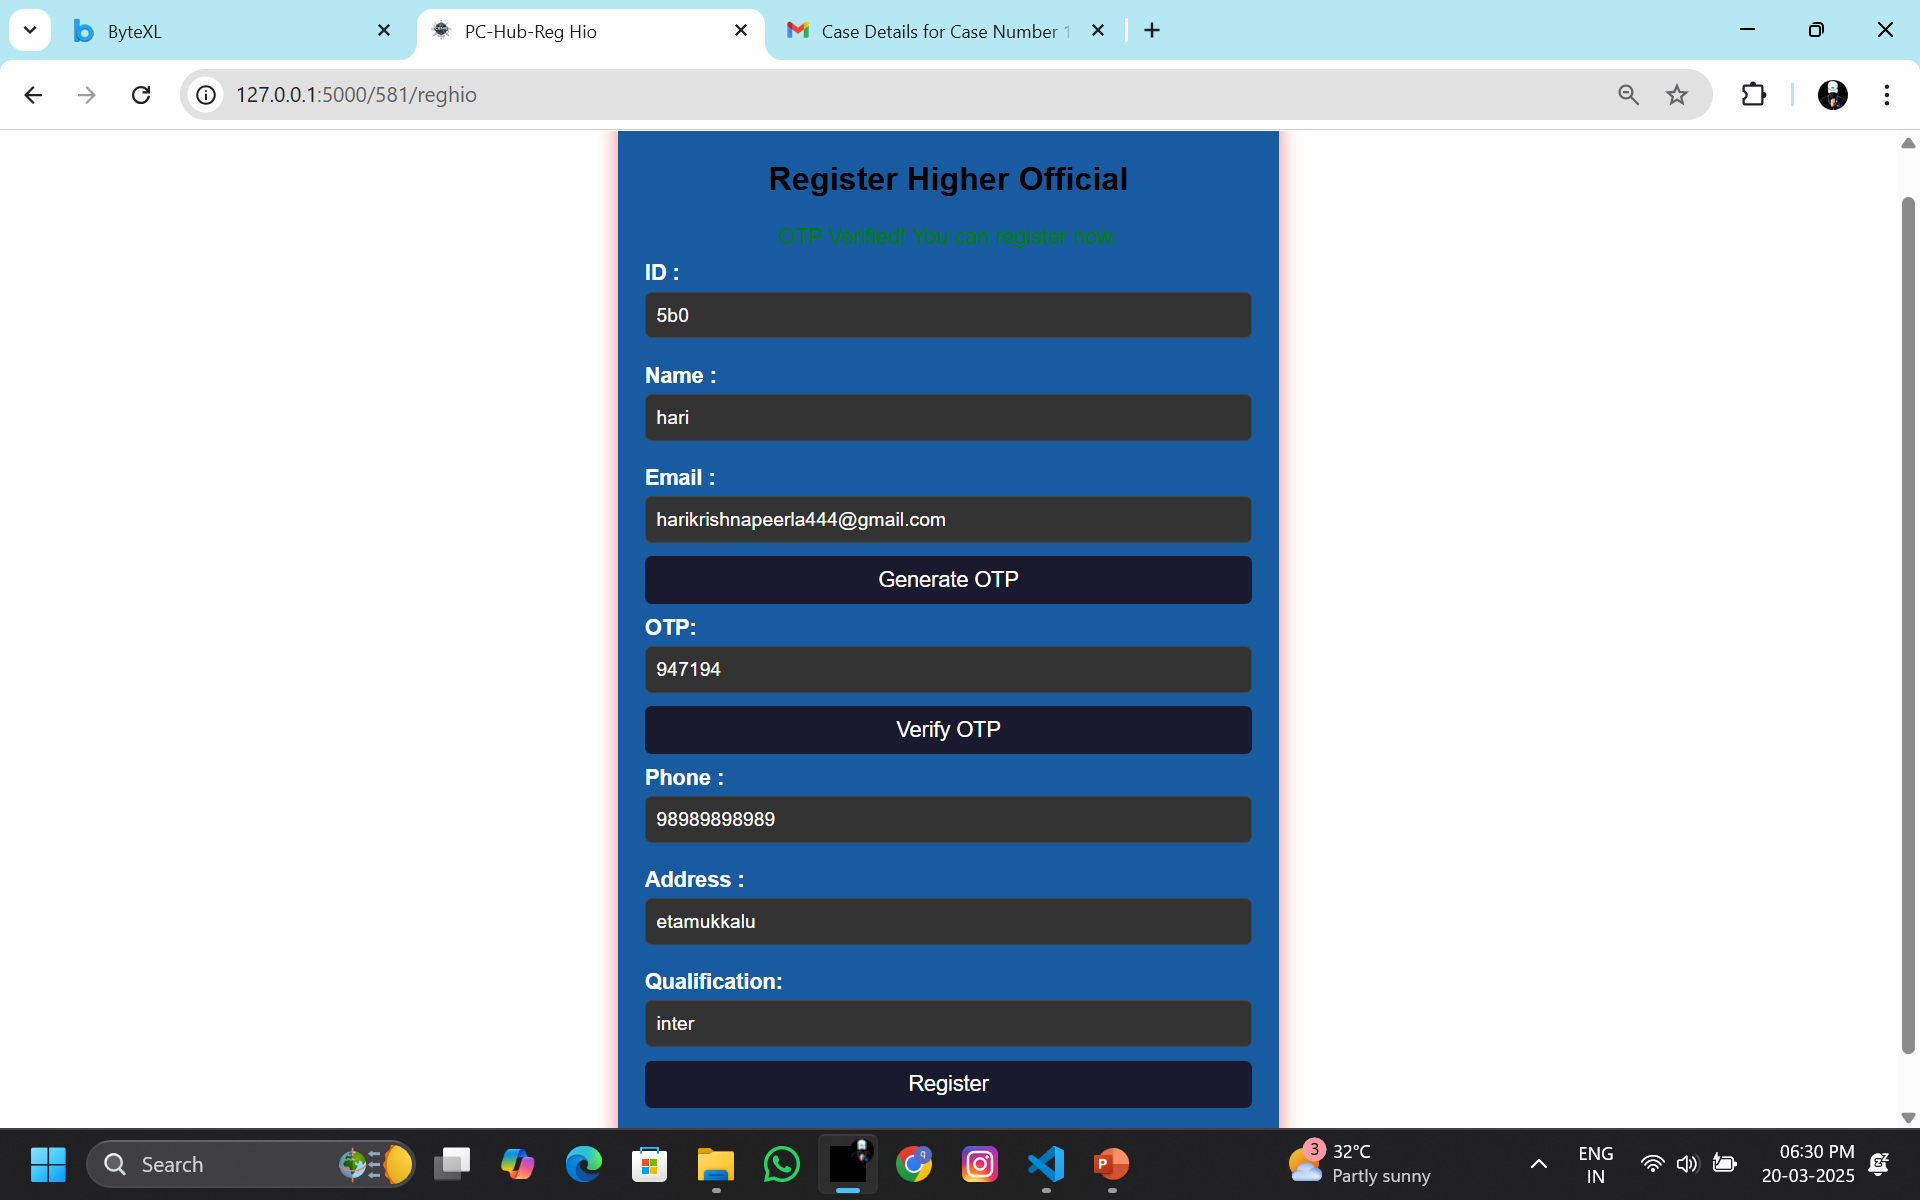 ByteXL
PC-Hub-Reg Hio
Case Details for Case Number 1
127.0.0.1:5000/581/reghio
Register Higher Official
OTP Verified! You can register now.
ID :
5b0
Name :
hari
Email :
harikrishnapeerla444@gmail.com
Generate OTP
OTP:
947194
Verify OTP
Phone :
98989898989
Address :
etamukkalu
Qualification:
inter
Register
Search
3
32°C
Partly sunny
ENG
IN
06:30 PM
20-03-2025